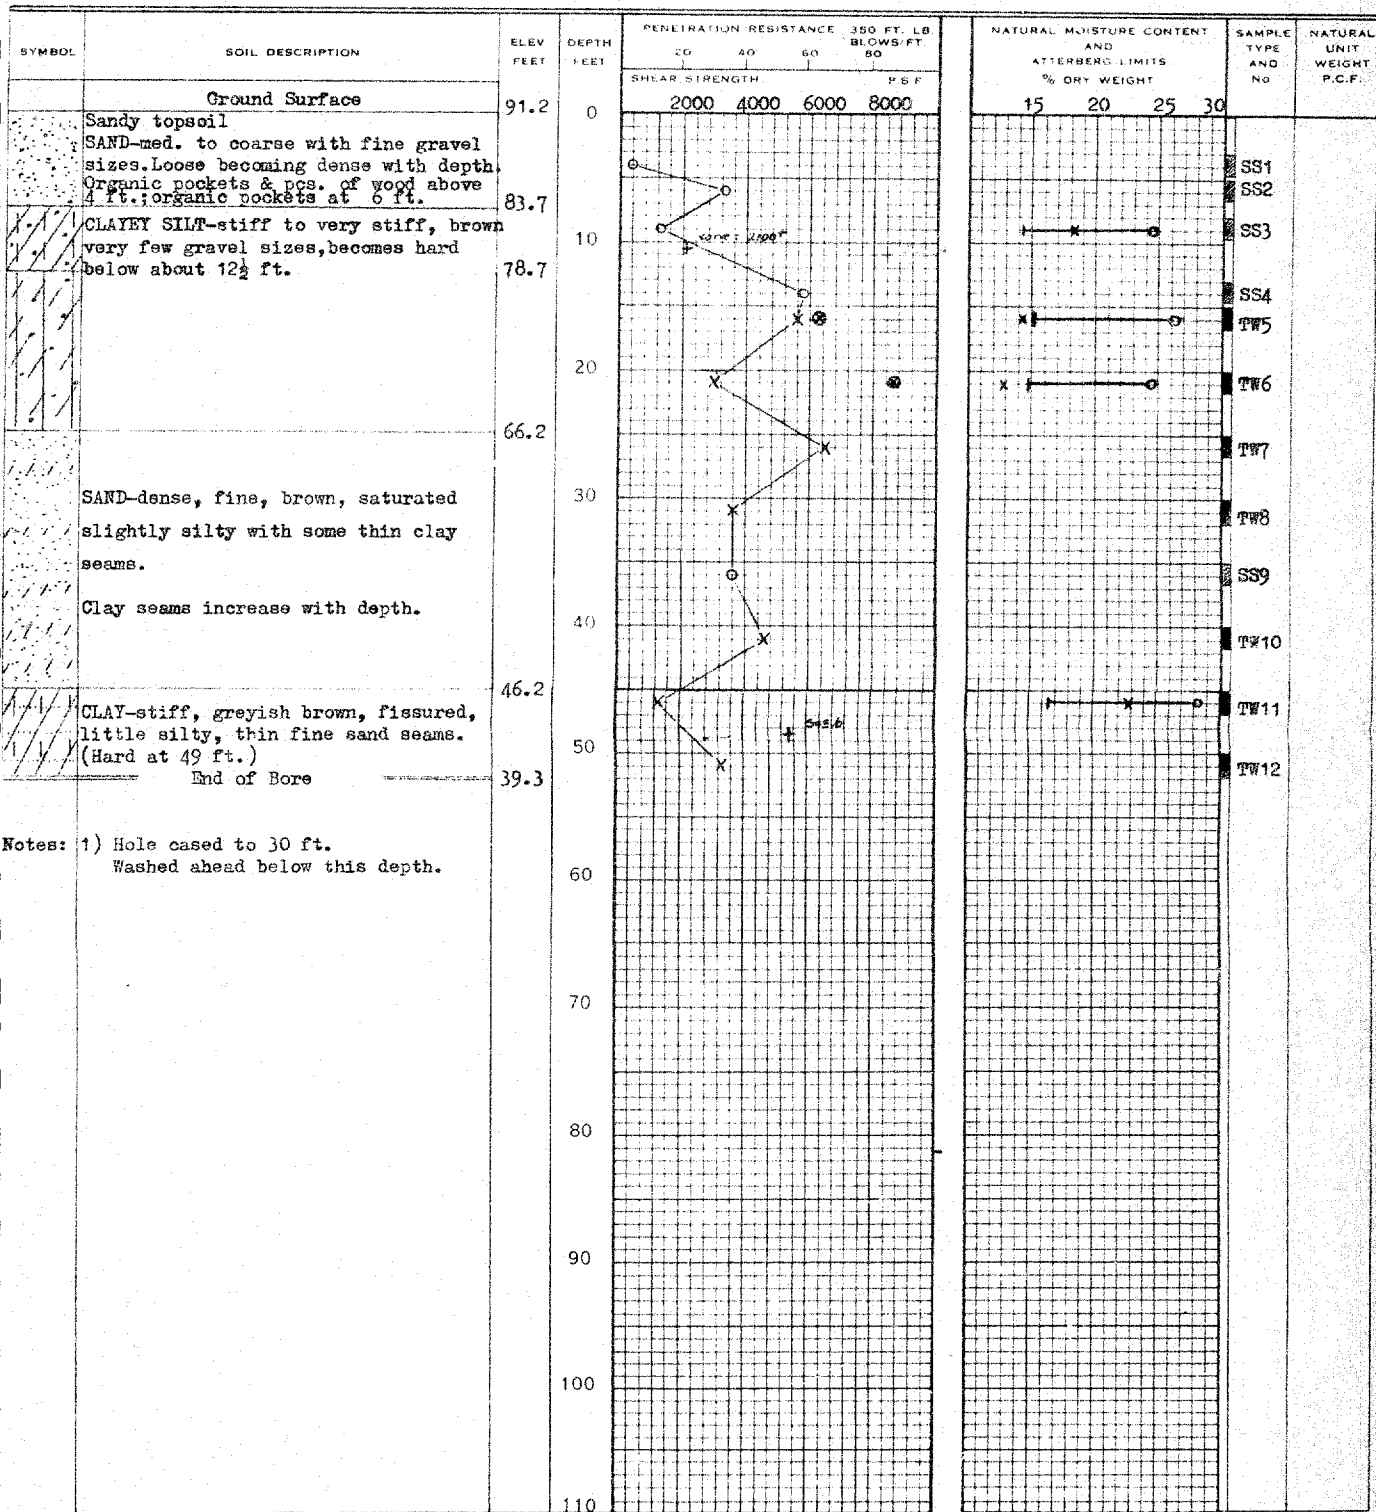 SYMBOL
SOIL DESCRIPTION
ELEV
FEET
DEPTH
FEET
PENETRATION RESISTANCE 350 FT. LB.
BLOWS/FT.
20 40 60 80
SHEAR STRENGTH P.S.F
2000 4000 6000 8000
NATURAL MOISTURE CONTENT
AND
ATTERBERG LIMITS
% DRY WEIGHT
15 20 25 30
SAMPLE
TYPE
AND
No
NATURAL
UNIT
WEIGHT
P.C.F.
Ground Surface
91.2
Sandy topsoil
SAND-med. to coarse with fine gravel
sizes.Loose becoming dense with depth.
Organic pockets & pcs. of wood above
4 ft.;organic pockets at 6 ft.
83.7
CLAYEY SILT-stiff to very stiff, brown
very few gravel sizes,becomes hard
below about 12½ ft.
78.7
66.2
SAND-dense, fine, brown, saturated
slightly silty with some thin clay
seams.
Clay seams increase with depth.
46.2
CLAY-stiff, greyish brown, fissured,
little silty, thin fine sand seams.
(Hard at 49 ft.)
End of Bore
39.3
Notes: 1) Hole cased to 30 ft.
Washed ahead below this depth.
0
10
20
30
40
50
60
70
80
90
100
110
SS1
SS2
SS3
SS4
TW5
TW6
TW7
TW8
SS9
TW10
TW11
TW12